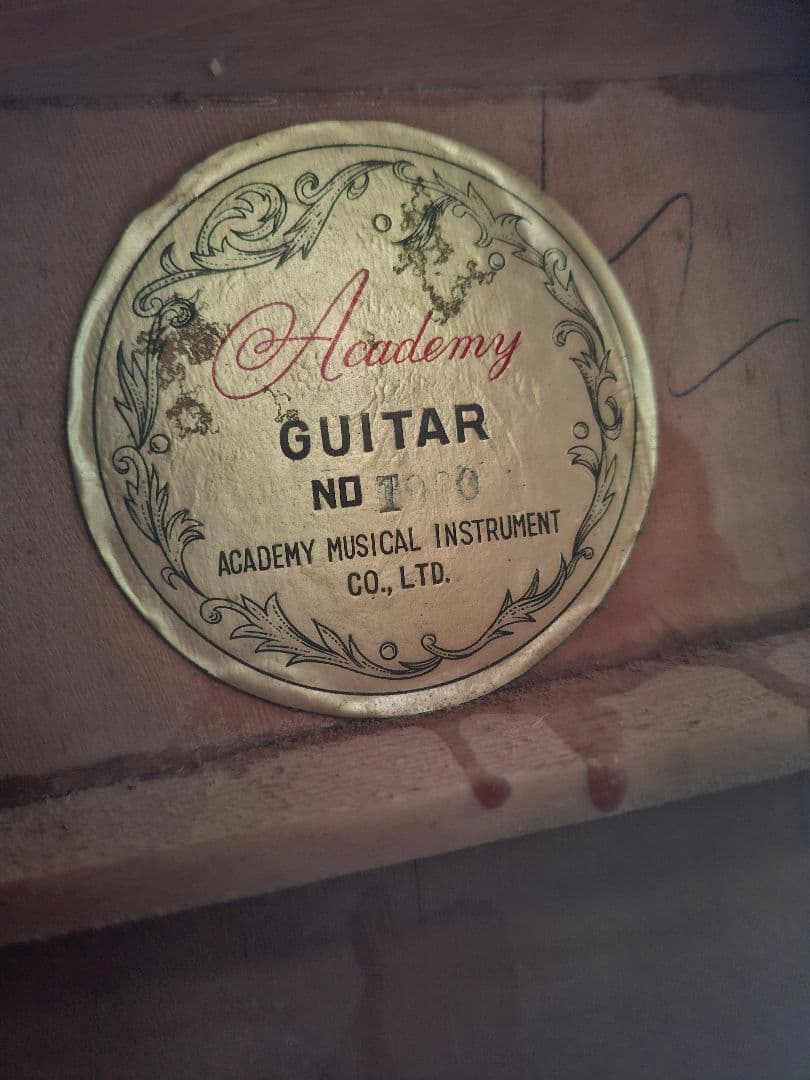 Academy
GUITAR
NO
ACADEMY MUSICAL INSTRUMENT
CO., LTD.